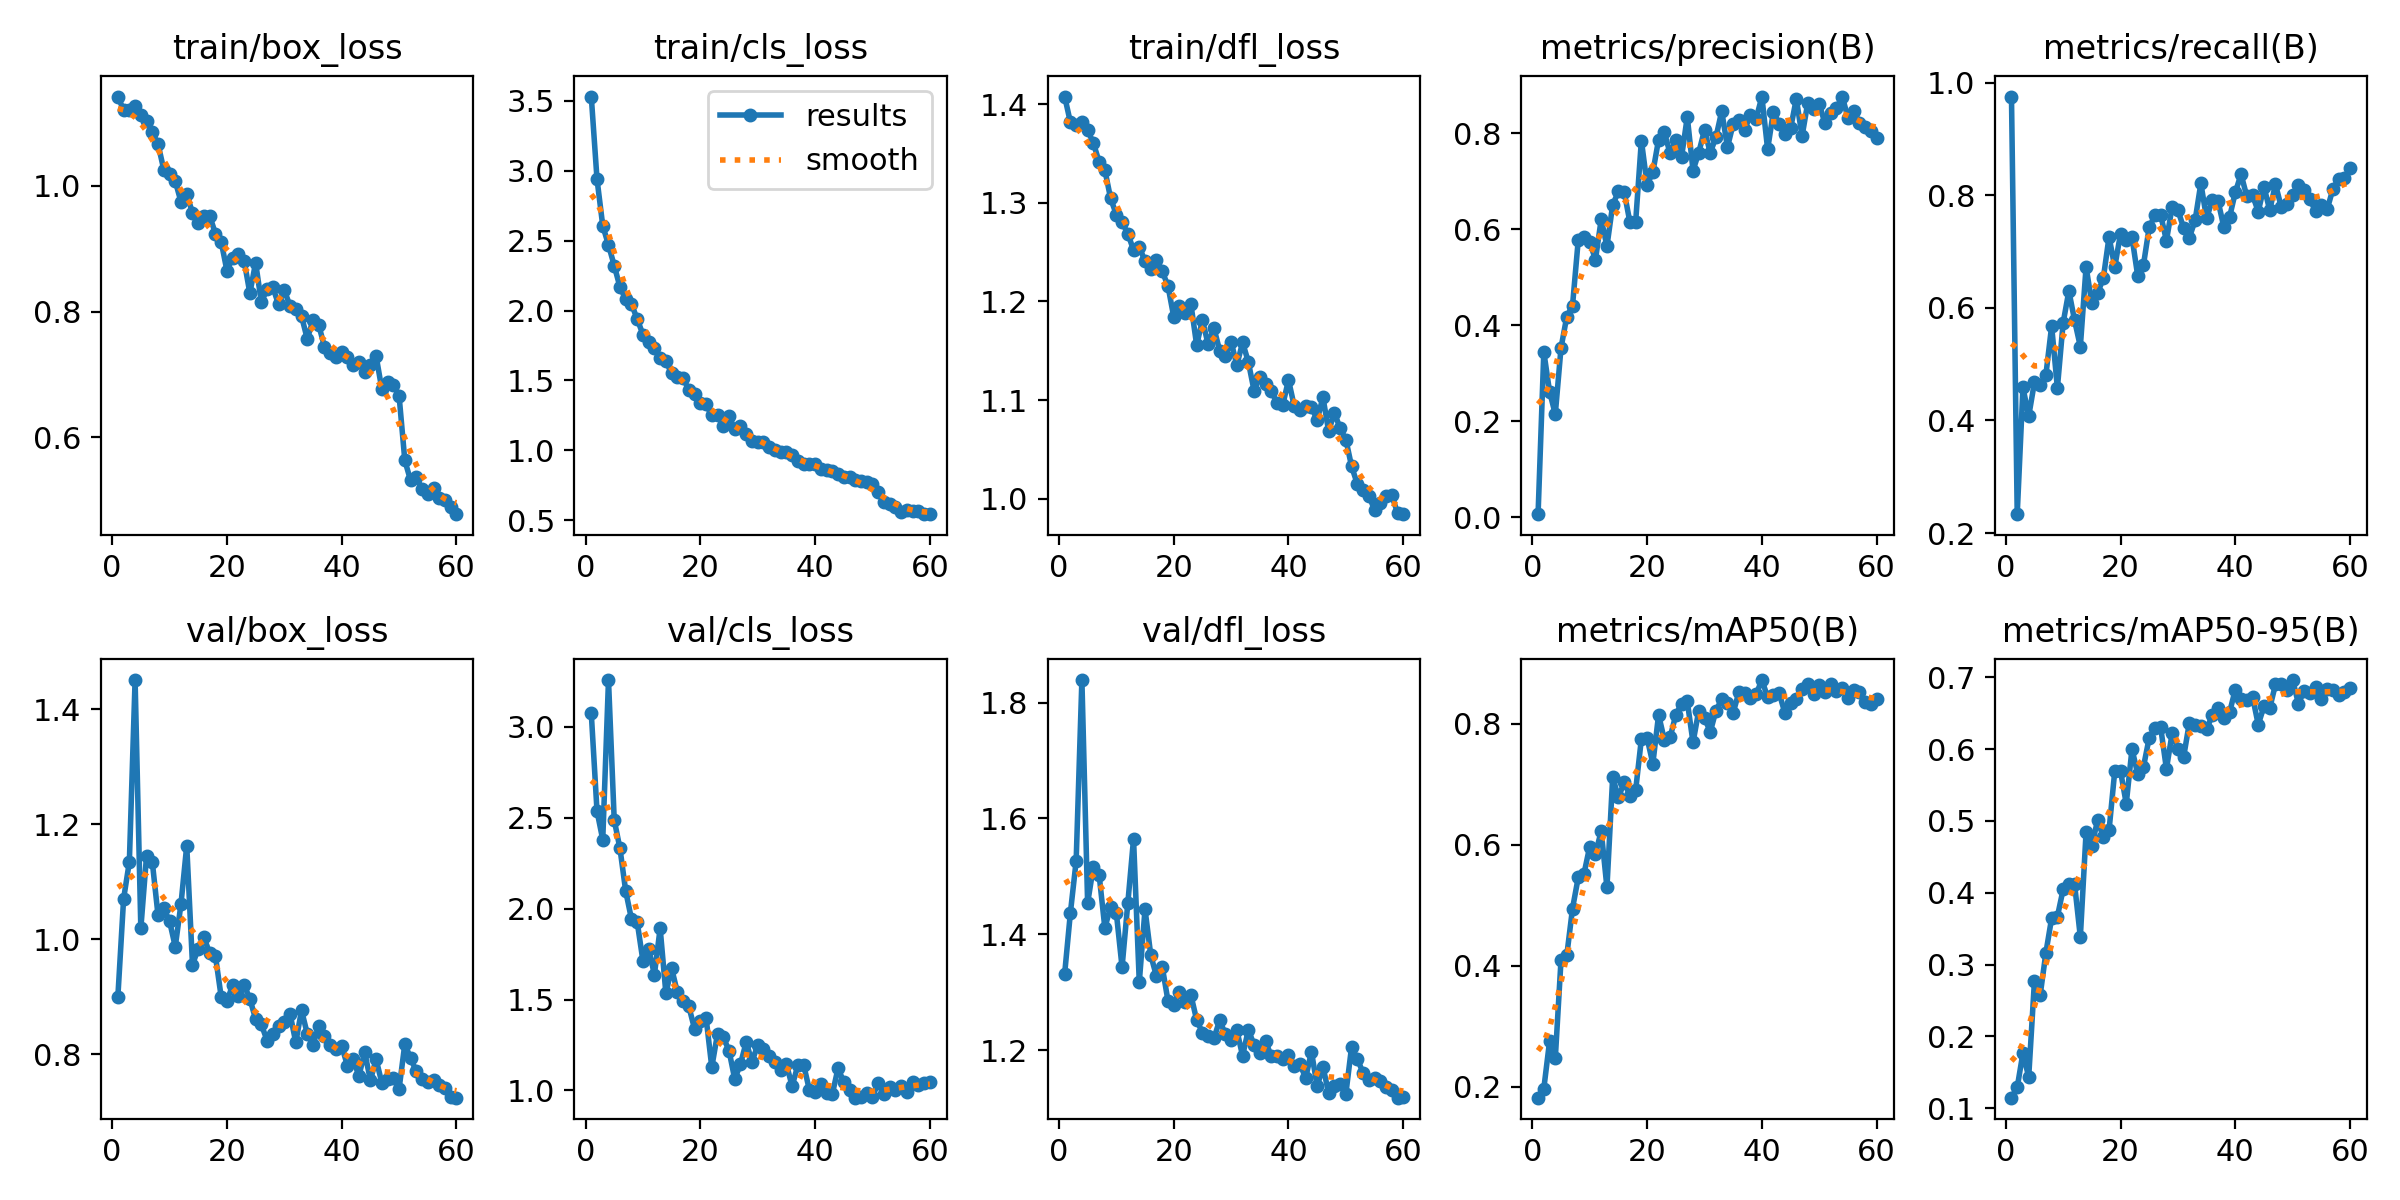 train/box_loss
train/cls_loss
train/dfl_loss
metrics/precision(B)
metrics/recall(B)
1.0
0.8
0.6
0 20 40 60
3.5
3.0
2.5
2.0
1.5
1.0
0.5
results
smooth
0 20 40 60
1.4
1.3
1.2
1.1
1.0
0 20 40 60
0.8
0.6
0.4
0.2
0.0
0 20 40 60
1.0
0.8
0.6
0.4
0.2
0 20 40 60
val/box_loss
val/cls_loss
val/dfl_loss
metrics/mAP50(B)
metrics/mAP50-95(B)
1.4
1.2
1.0
0.8
0 20 40 60
3.0
2.5
2.0
1.5
1.0
0 20 40 60
1.8
1.6
1.4
1.2
0 20 40 60
0.8
0.6
0.4
0.2
0 20 40 60
0.7
0.6
0.5
0.4
0.3
0.2
0.1
0 20 40 60